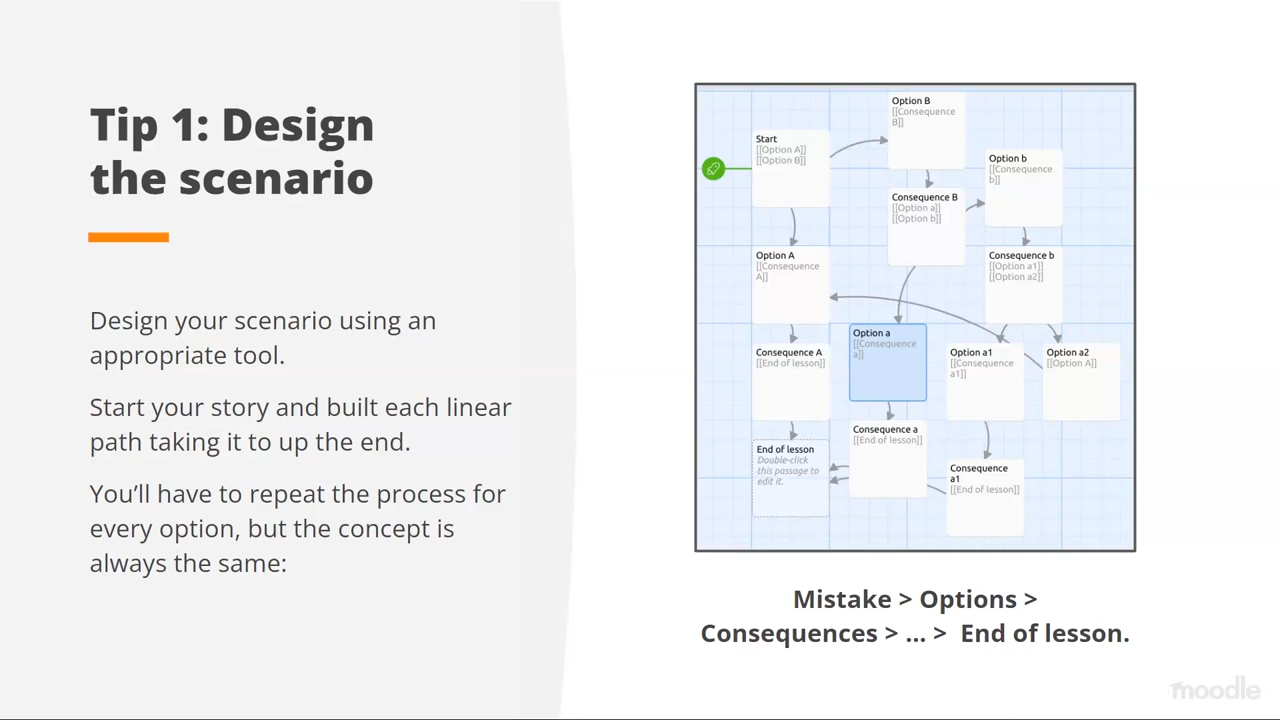 Tip 1: Design
the scenario
Design your scenario using an
appropriate tool.
Start your story and built each linear
path taking it to up the end.
You’ll have to repeat the process for
every option, but the concept is
always the same:
Option B
[[Consequence
B]]
Start
[[Option A]]
[[Option B]]
Option b
[[Consequence
b]]
Consequence B
[[Option a]]
[[Option b]]
Option A
[[Consequence
A]]
Consequence b
[[Option a1]]
[[Option a2]]
Option a
[[Consequence
a]]
Consequence A
[[End of lesson]]
Option a1
[[Consequence
a1]]
Option a2
[[Option A]]
Consequence a
[[End of lesson]]
End of lesson
Double-click
this passage to
edit it.
Consequence
a1
[[End of lesson]]
Mistake > Options >
Consequences > ... > End of lesson.
moodle